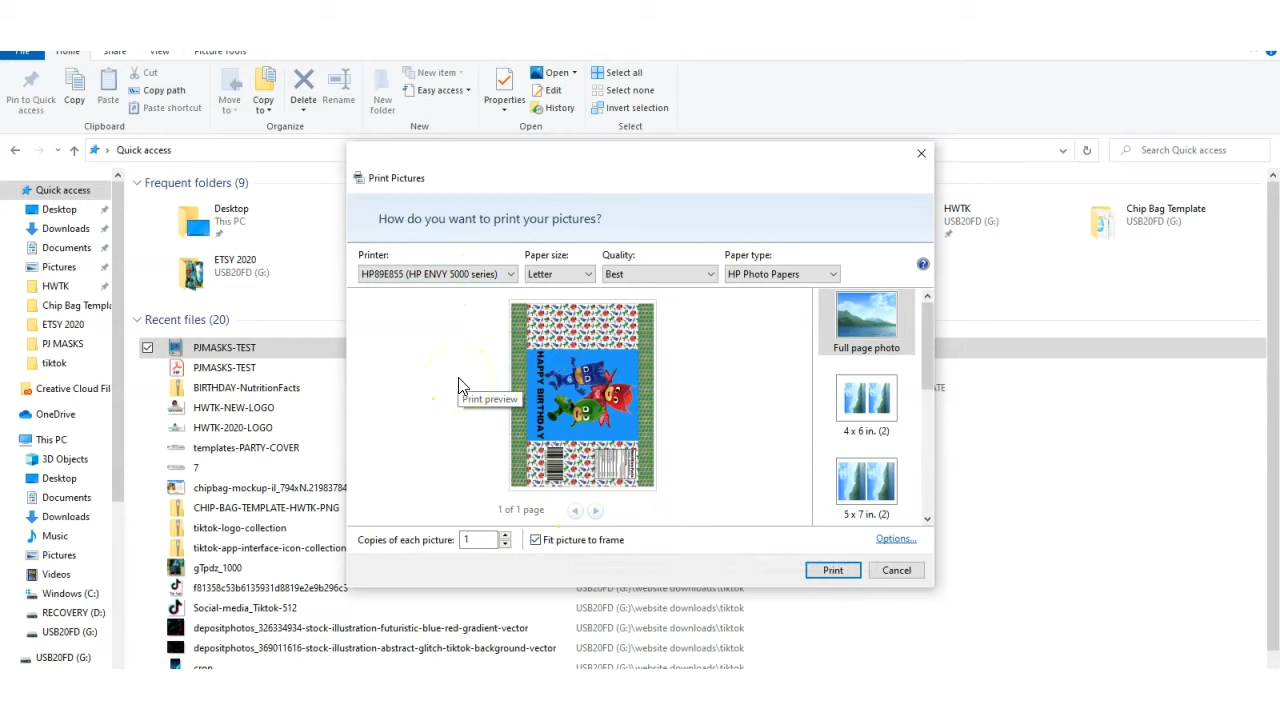 File Home Share View Picture Tools
Pin to Quick access
Copy
Paste
Cut
Copy path
Paste shortcut
Move to
Copy to
Delete
Rename
New folder
New item
Easy access
Properties
Open
Edit
History
Select all
Select none
Invert selection
Clipboard Organize New Open Select
Quick access
Search Quick access
Quick access
Desktop
Downloads
Documents
Pictures
HWTK
Chip Bag Templa
ETSY 2020
PJ MASKS
tiktok
Creative Cloud Fil
OneDrive
This PC
3D Objects
Desktop
Documents
Downloads
Music
Pictures
Videos
Windows (C:)
RECOVERY (D:)
USB20FD (G:)
USB20FD (G:)
Frequent folders (9)
Desktop
This PC
ETSY 2020
USB20FD (G:)
HWTK
USB20FD (G:)
Chip Bag Template
USB20FD (G:)
Recent files (20)
PJMASKS-TEST
PJMASKS-TEST
BIRTHDAY-NutritionFacts
HWTK-NEW-LOGO
HWTK-2020-LOGO
templates-PARTY-COVER
7
chipbag-mockup-il_794xN.21983784
CHIP-BAG-TEMPLATE-HWTK-PNG
tiktok-logo-collection
tiktok-app-interface-icon-collection
gTpdz_1000
f81358c53b6135931d8819e2e9b296c3
USB20FD (G:)\website downloads\tiktok
Social-media_Tiktok-512
USB20FD (G:)\website downloads\tiktok
depositphotos_326334934-stock-illustration-futuristic-blue-red-gradient-vector
USB20FD (G:)\website downloads\tiktok
depositphotos_369011616-stock-illustration-abstract-glitch-tiktok-background-vector
USB20FD (G:)\website downloads\tiktok
crop
USB20FD (G:)\website downloads\tiktok
ATE
Print Pictures
How do you want to print your pictures?
Printer: Paper size: Quality: Paper type:
HP89E855 (HP ENVY 5000 series) Letter Best HP Photo Papers
HAPPY BIRTHDAY
Print preview
1 of 1 page
Full page photo
4 x 6 in. (2)
5 x 7 in. (2)
Copies of each picture: 1
Fit picture to frame
Options...
Print Cancel